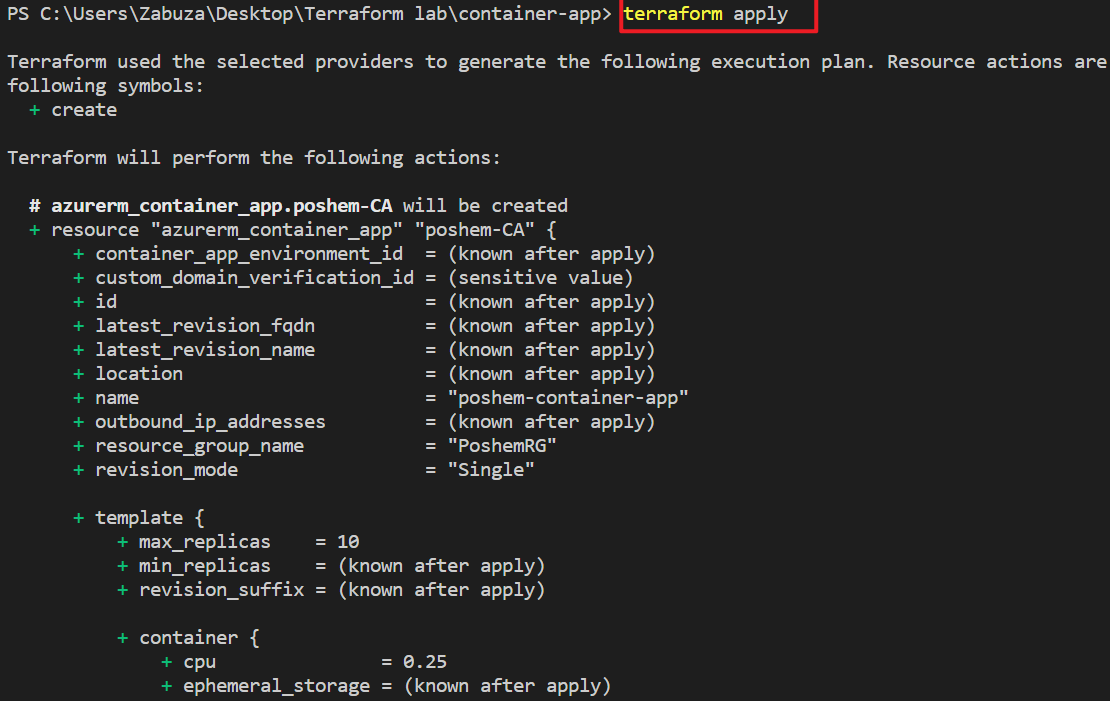 PS C:\Users\Zabuza\Desktop\Terraform lab\container-app> terraform apply
Terraform used the selected providers to generate the following execution plan. Resource actions are
following symbols:
+ create
Terraform will perform the following actions:
# azurerm_container_app.poshem-CA will be created
+ resource "azurerm_container_app" "poshem-CA" {
+ container_app_environment_id = (known after apply)
+ custom_domain_verification_id = (sensitive value)
+ id = (known after apply)
+ latest_revision_fqdn = (known after apply)
+ latest_revision_name = (known after apply)
+ location = (known after apply)
+ name = "poshem-container-app"
+ outbound_ip_addresses = (known after apply)
+ resource_group_name = "PoshemRG"
+ revision_mode = "Single"
+ template {
+ max_replicas = 10
+ min_replicas = (known after apply)
+ revision_suffix = (known after apply)
+ container {
+ cpu = 0.25
+ ephemeral_storage = (known after apply)